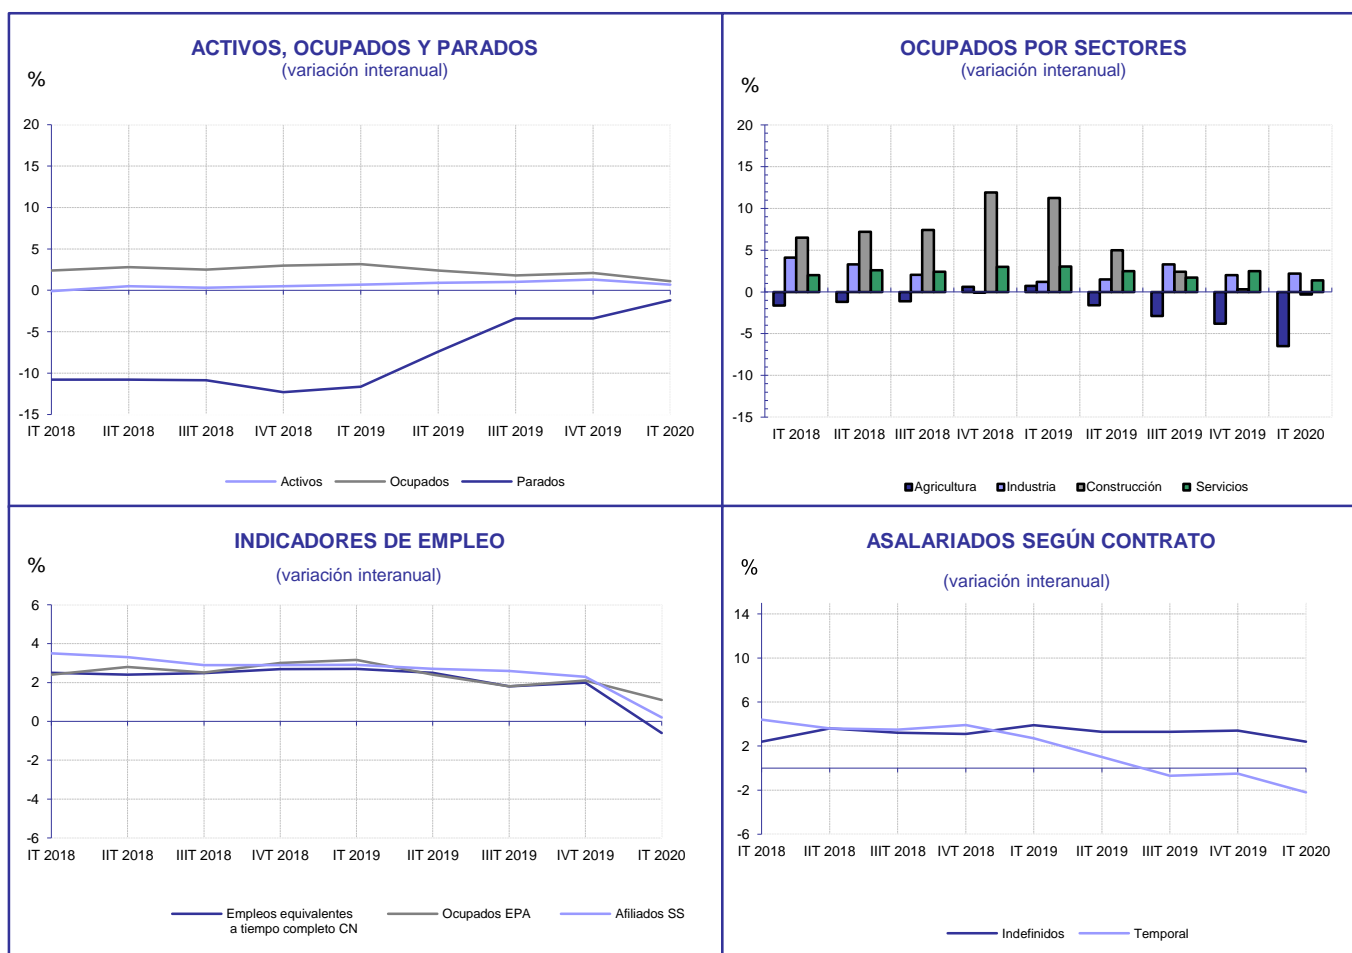 ACTIVOS, OCUPADOS Y PARADOS
(variación interanual)
%
20
15
10
5
0
-5
-10
-15
IT 2018 IIT 2018 IIIT 2018 IVT 2018 IT 2019 IIT 2019 IIIT 2019 IVT 2019 IT 2020
Activos Ocupados Parados
OCUPADOS POR SECTORES
(variación interanual)
%
20
15
10
5
0
-5
-10
-15
IT 2018 IIT 2018 IIIT 2018 IVT 2018 IT 2019 IIT 2019 IIIT 2019 IVT 2019 IT 2020
Agricultura Industria Construcción Servicios
INDICADORES DE EMPLEO
(variación interanual)
%
6
4
2
0
-2
-4
-6
IT 2018 IIT 2018 IIIT 2018 IVT 2018 IT 2019 IIT 2019 IIIT 2019 IVT 2019 IT 2020
Empleos equivalentes Ocupados EPA Afiliados SS
a tiempo completo CN
ASALARIADOS SEGÚN CONTRATO
(variación interanual)
%
14
10
6
2
-2
-6
IT 2018 IIT 2018 IIIT 2018 IVT 2018 IT 2019 IIT 2019 IIIT 2019 IVT 2019 IT 2020
Indefinidos Temporal